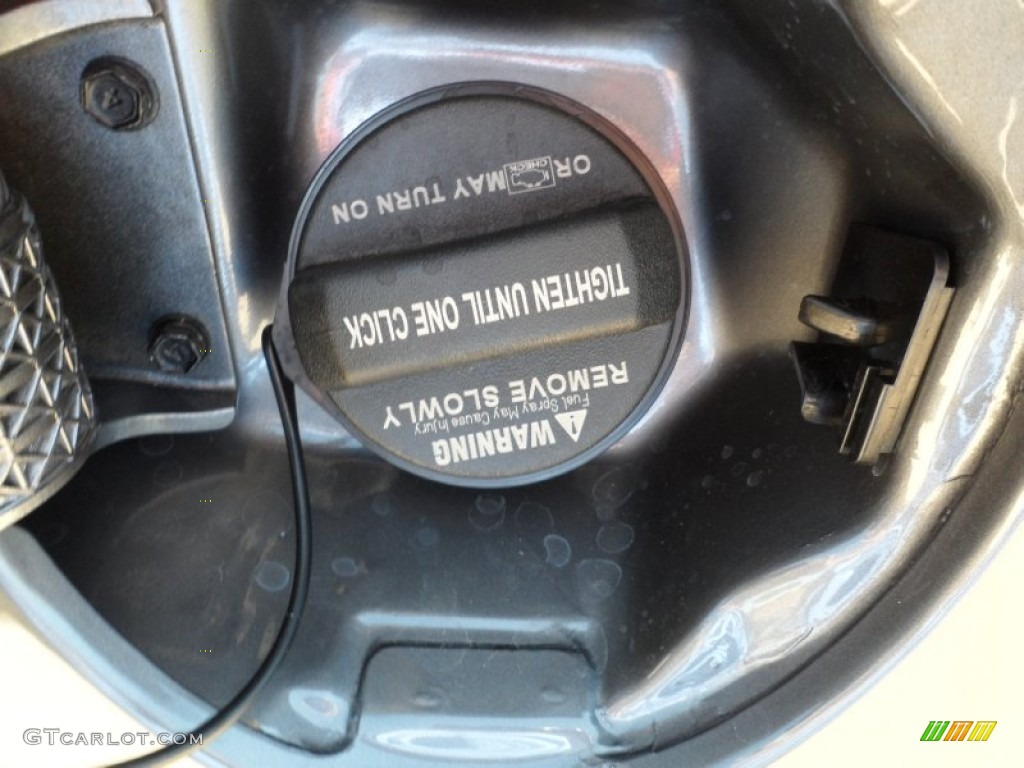 WARNING
Fuel Spray May Cause Injury
REMOVE SLOWLY
TIGHTEN UNTIL ONE CLICK
OR CHECK MAY TURN ON
GTCARLOT.COM